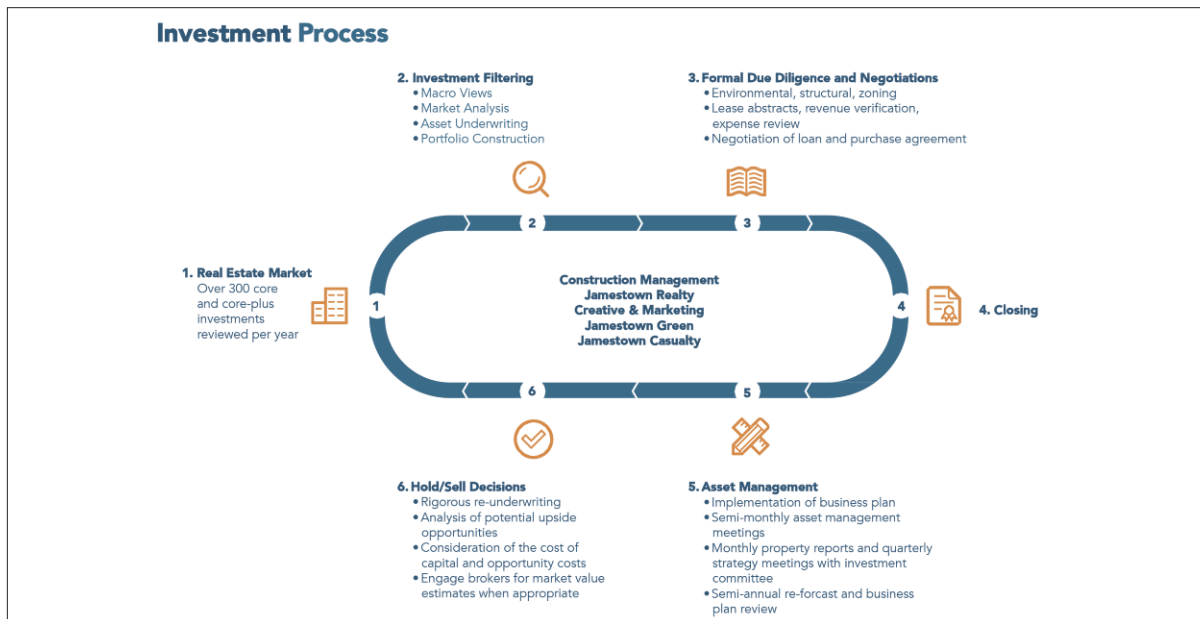 Investment Process
2. Investment Filtering
• Macro Views
• Market Analysis
• Asset Underwriting
• Portfolio Construction
3. Formal Due Diligence and Negotiations
• Environmental, structural, zoning
• Lease abstracts, revenue verification,
expense review
• Negotiation of loan and purchase agreement
2
3
1. Real Estate Market
Over 300 core
and core-plus
investments
reviewed per year
1
Construction Management
Jamestown Realty
Creative & Marketing
Jamestown Green
Jamestown Casualty
4
4. Closing
6
5
6. Hold/Sell Decisions
• Rigorous re-underwriting
• Analysis of potential upside
opportunities
• Consideration of the cost of
capital and opportunity costs
• Engage brokers for market value
estimates when appropriate
5. Asset Management
• Implementation of business plan
• Semi-monthly asset management
meetings
• Monthly property reports and quarterly
strategy meetings with investment
committee
• Semi-annual re-forcast and business
plan review